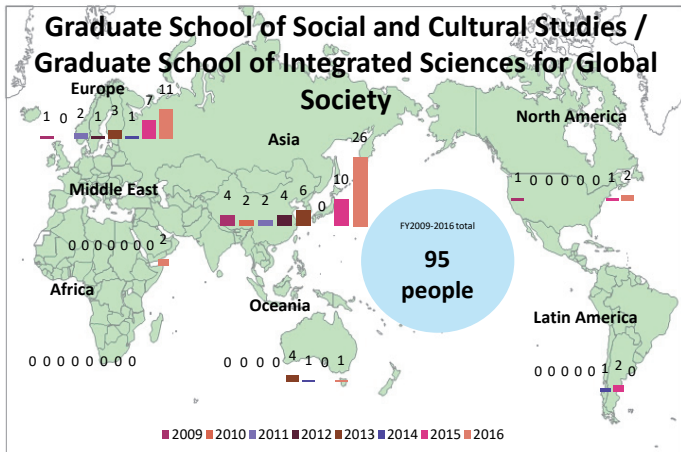 Graduate School of Social and Cultural Studies /
Graduate School of Integrated Sciences for Global
Society
Europe
1 0 2 1 3 1 7 11
Asia
4 2 2 4 6 0 10 26
North America
1 0 0 0 0 0 1 2
Middle East
0 0 0 0 0 0 0 2
FY2009-2016 total
95
people
Africa
0 0 0 0 0 0 0 0
Oceania
0 0 0 0 4 1 0 1
Latin America
0 0 0 0 0 1 2 0
2009 2010 2011 2012 2013 2014 2015 2016